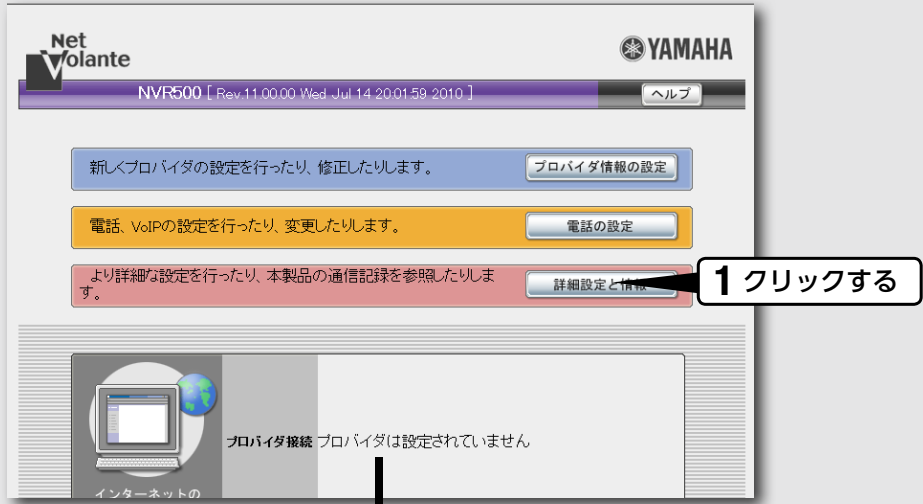 Net
Volante
YAMAHA
NVR500 [ Rev.11.00.00 Wed Jul 14 20:01:59 2010 ]
ヘルプ
新しくプロバイダの設定を行ったり、修正したりします。
プロバイダ情報の設定
電話、VoIPの設定を行ったり、変更したりします。
電話の設定
より詳細な設定を行ったり、本製品の通信記録を参照したりしま
す。
詳細設定と情報
1 クリックする
プロバイダ接続 プロバイダは設定されていません
インターネットの